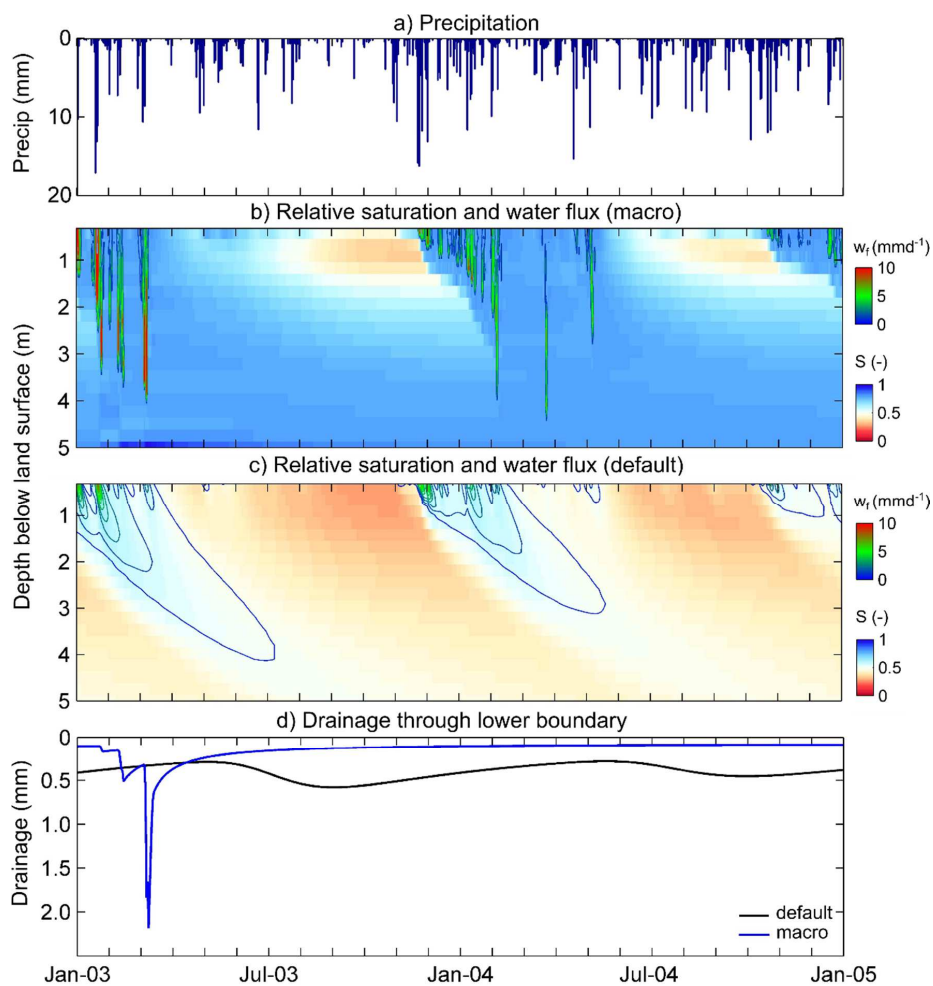 a) Precipitation
Precip (mm)
0
10
20
b) Relative saturation and water flux (macro)
Depth below land surface (m)
1
2
3
4
5
w_f (mmd⁻¹)
10
5
0
S (-)
1
0.5
0
c) Relative saturation and water flux (default)
1
2
3
4
5
w_f (mmd⁻¹)
10
5
0
S (-)
1
0.5
0
d) Drainage through lower boundary
Drainage (mm)
0
0.5
1.0
1.5
2.0
default
macro
Jan-03
Jul-03
Jan-04
Jul-04
Jan-05